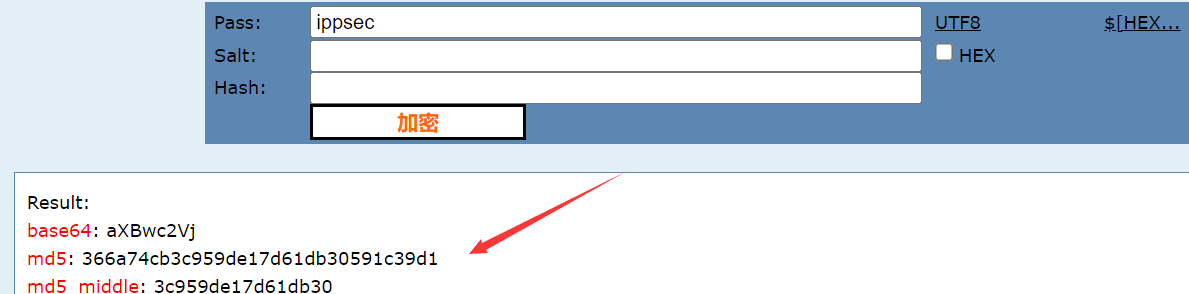 Pass: ippsec UTF8 $[HEX...
Salt: HEX
Hash:
加密
Result:
base64: aXBwc2Vj
md5: 366a74cb3c959de17d61db30591c39d1
md5_middle: 3c959de17d61db30